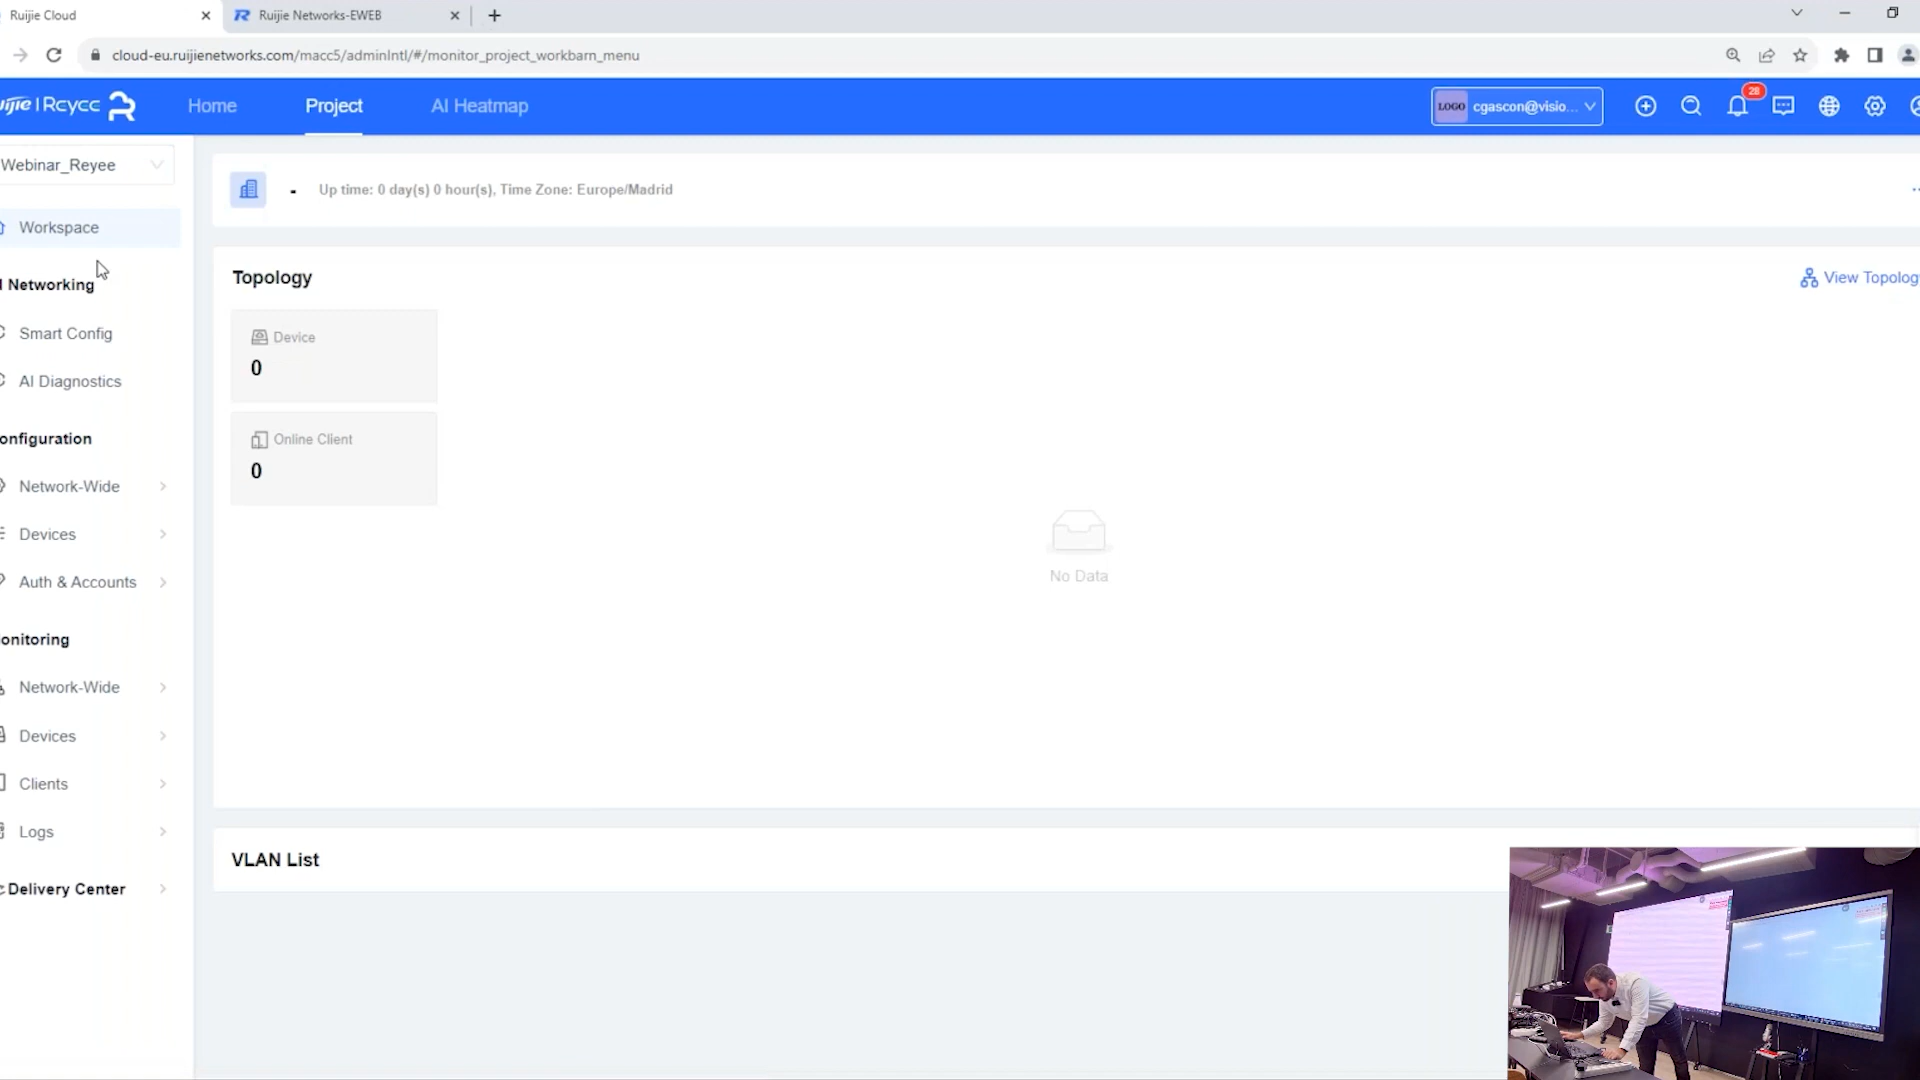 Ruijie Cloud
Ruijie Networks-EWEB
cloud-eu.ruijienetworks.com/macc5/adminIntl/#/monitor_project_workbarn_menu
uijie | Rcycc
Home
Project
AI Heatmap
LOGO
cgascon@visio...
28
Webinar_Reyee
- Up time: 0 day(s) 0 hour(s), Time Zone: Europe/Madrid
Workspace
Networking
Smart Config
AI Diagnostics
onfiguration
Network-Wide
Devices
Auth & Accounts
onitoring
Network-Wide
Devices
Clients
Logs
Delivery Center
Topology
View Topology
Device
0
Online Client
0
No Data
VLAN List